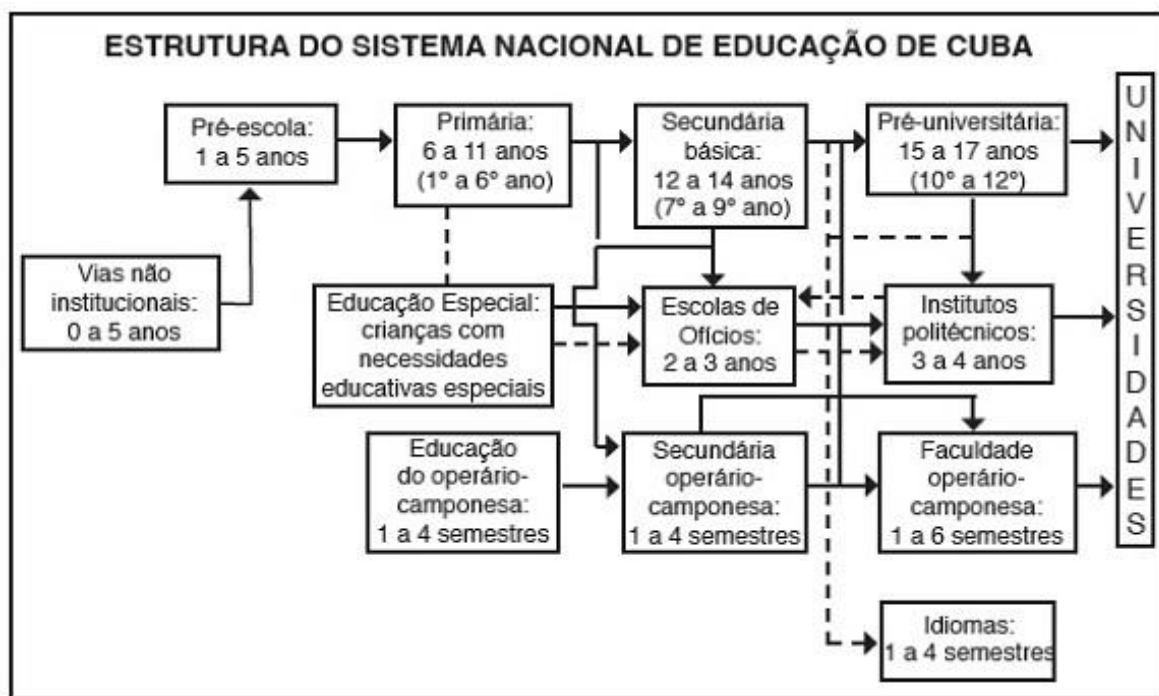 ESTRUTURA DO SISTEMA NACIONAL DE EDUCAÇÃO DE CUBA
Pré-escola:
1 a 5 anos
Primária:
6 a 11 anos
(1º a 6º ano)
Secundária
básica:
12 a 14 anos
(7º a 9º ano)
Pré-universitária:
15 a 17 anos
(10º a 12º)
UNIVERSIDADES
Vias não
institucionais:
0 a 5 anos
Educação Especial:
crianças com
necessidades
educativas especiais
Escolas de
Ofícios:
2 a 3 anos
Institutos
politécnicos:
3 a 4 anos
Educação
do operário-
camponesa:
1 a 4 semestres
Secundária
operário-
camponesa:
1 a 4 semestres
Faculdade
operário-
camponesa:
1 a 6 semestres
Idiomas:
1 a 4 semestres